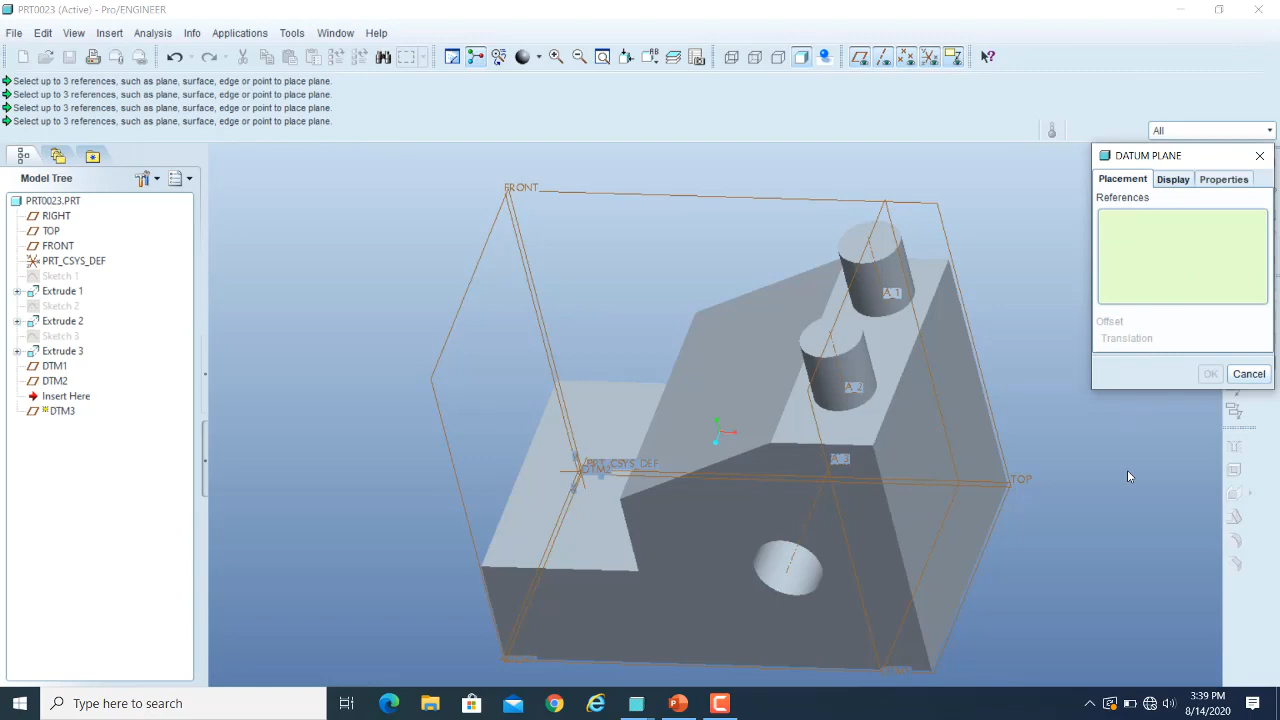 PRT0023 (Active) - Pro/ENGINEER
File Edit View Insert Analysis Info Applications Tools Window Help
Select up to 3 references, such as plane, surface, edge or point to place plane.
Select up to 3 references, such as plane, surface, edge or point to place plane.
Select up to 3 references, such as plane, surface, edge or point to place plane.
Select up to 3 references, such as plane, surface, edge or point to place plane.
All
Model Tree
PRT0023.PRT
RIGHT
TOP
FRONT
PRT_CSYS_DEF
Sketch 1
Extrude 1
Sketch 2
Extrude 2
Sketch 3
Extrude 3
DTM1
DTM2
Insert Here
DTM3
FRONT
A_1
A_2
A_3
PRT_CSYS_DEF
TOP
DATUM PLANE
Placement Display Properties
References
Offset
Translation
OK Cancel
Type here to search
3:39 PM
8/14/2020